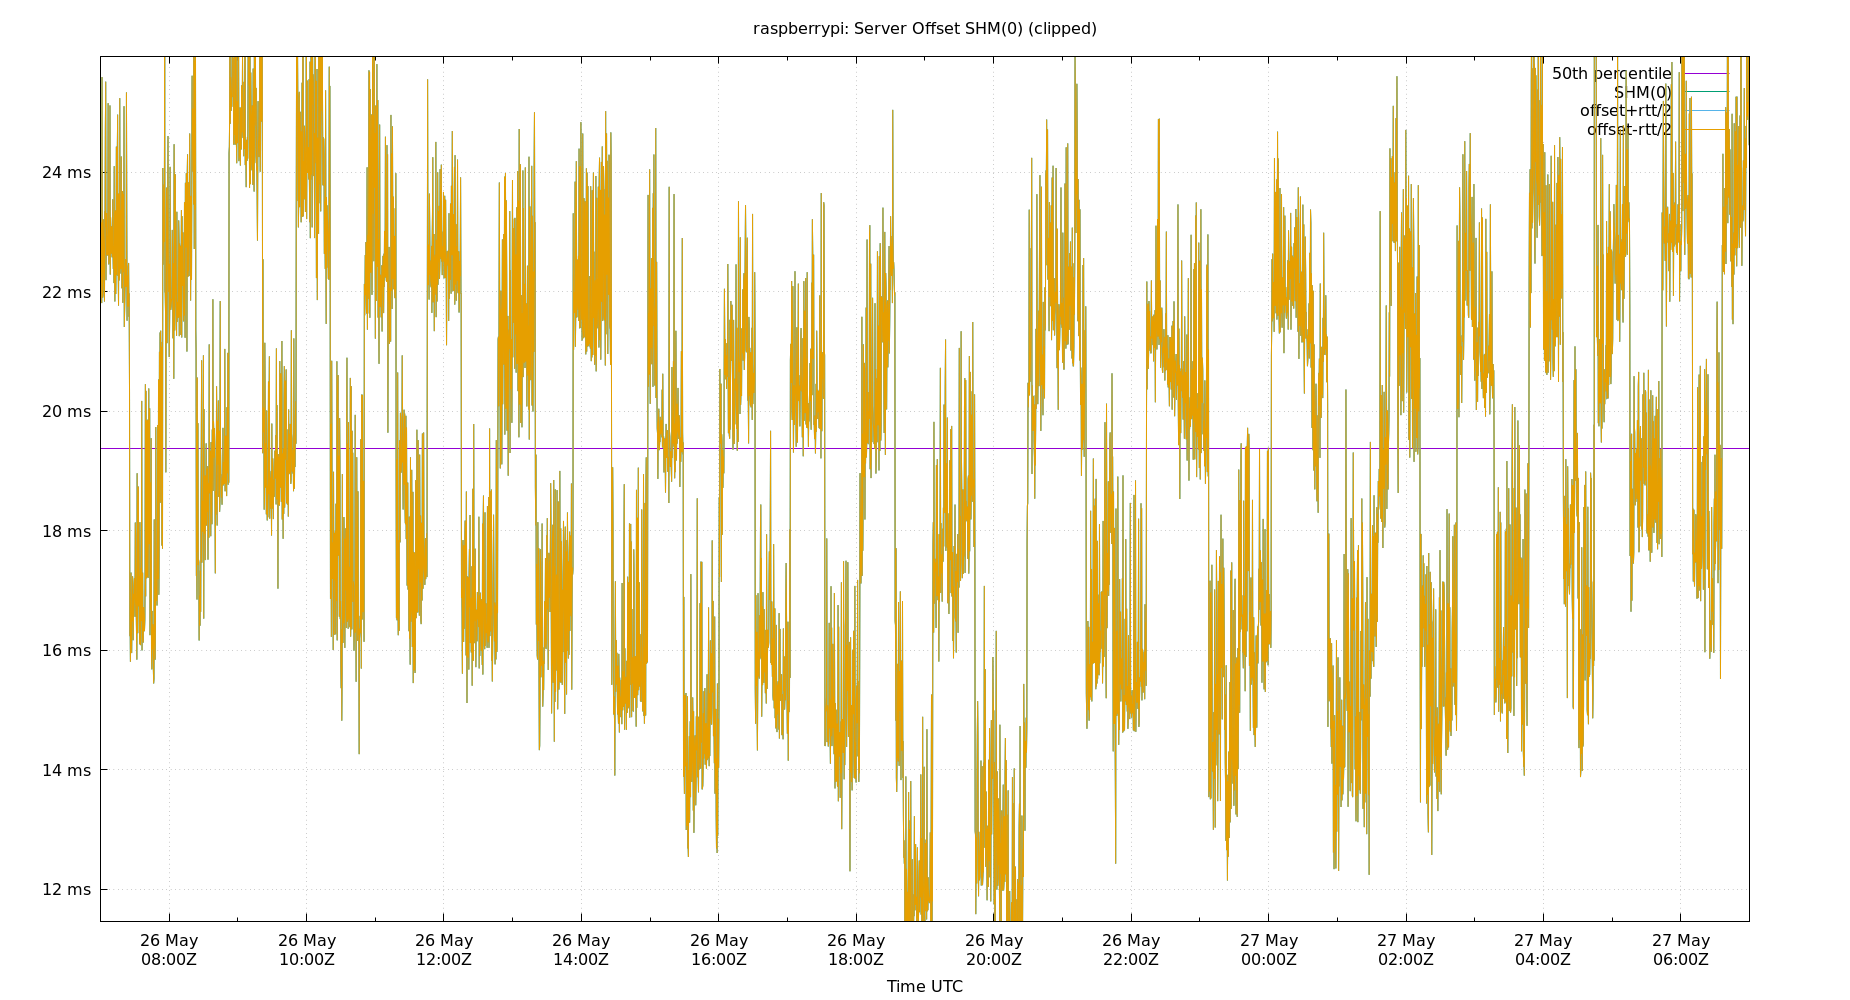 raspberrypi: Server Offset SHM(0) (clipped)
50th percentile
SHM(0)
offset+rtt/2
offset-rtt/2
24 ms
22 ms
20 ms
18 ms
16 ms
14 ms
12 ms
26 May 26 May 26 May 26 May 26 May 26 May 26 May 26 May 27 May 27 May 27 May 27 May
08:00Z 10:00Z 12:00Z 14:00Z 16:00Z 18:00Z 20:00Z 22:00Z 00:00Z 02:00Z 04:00Z 06:00Z
Time UTC